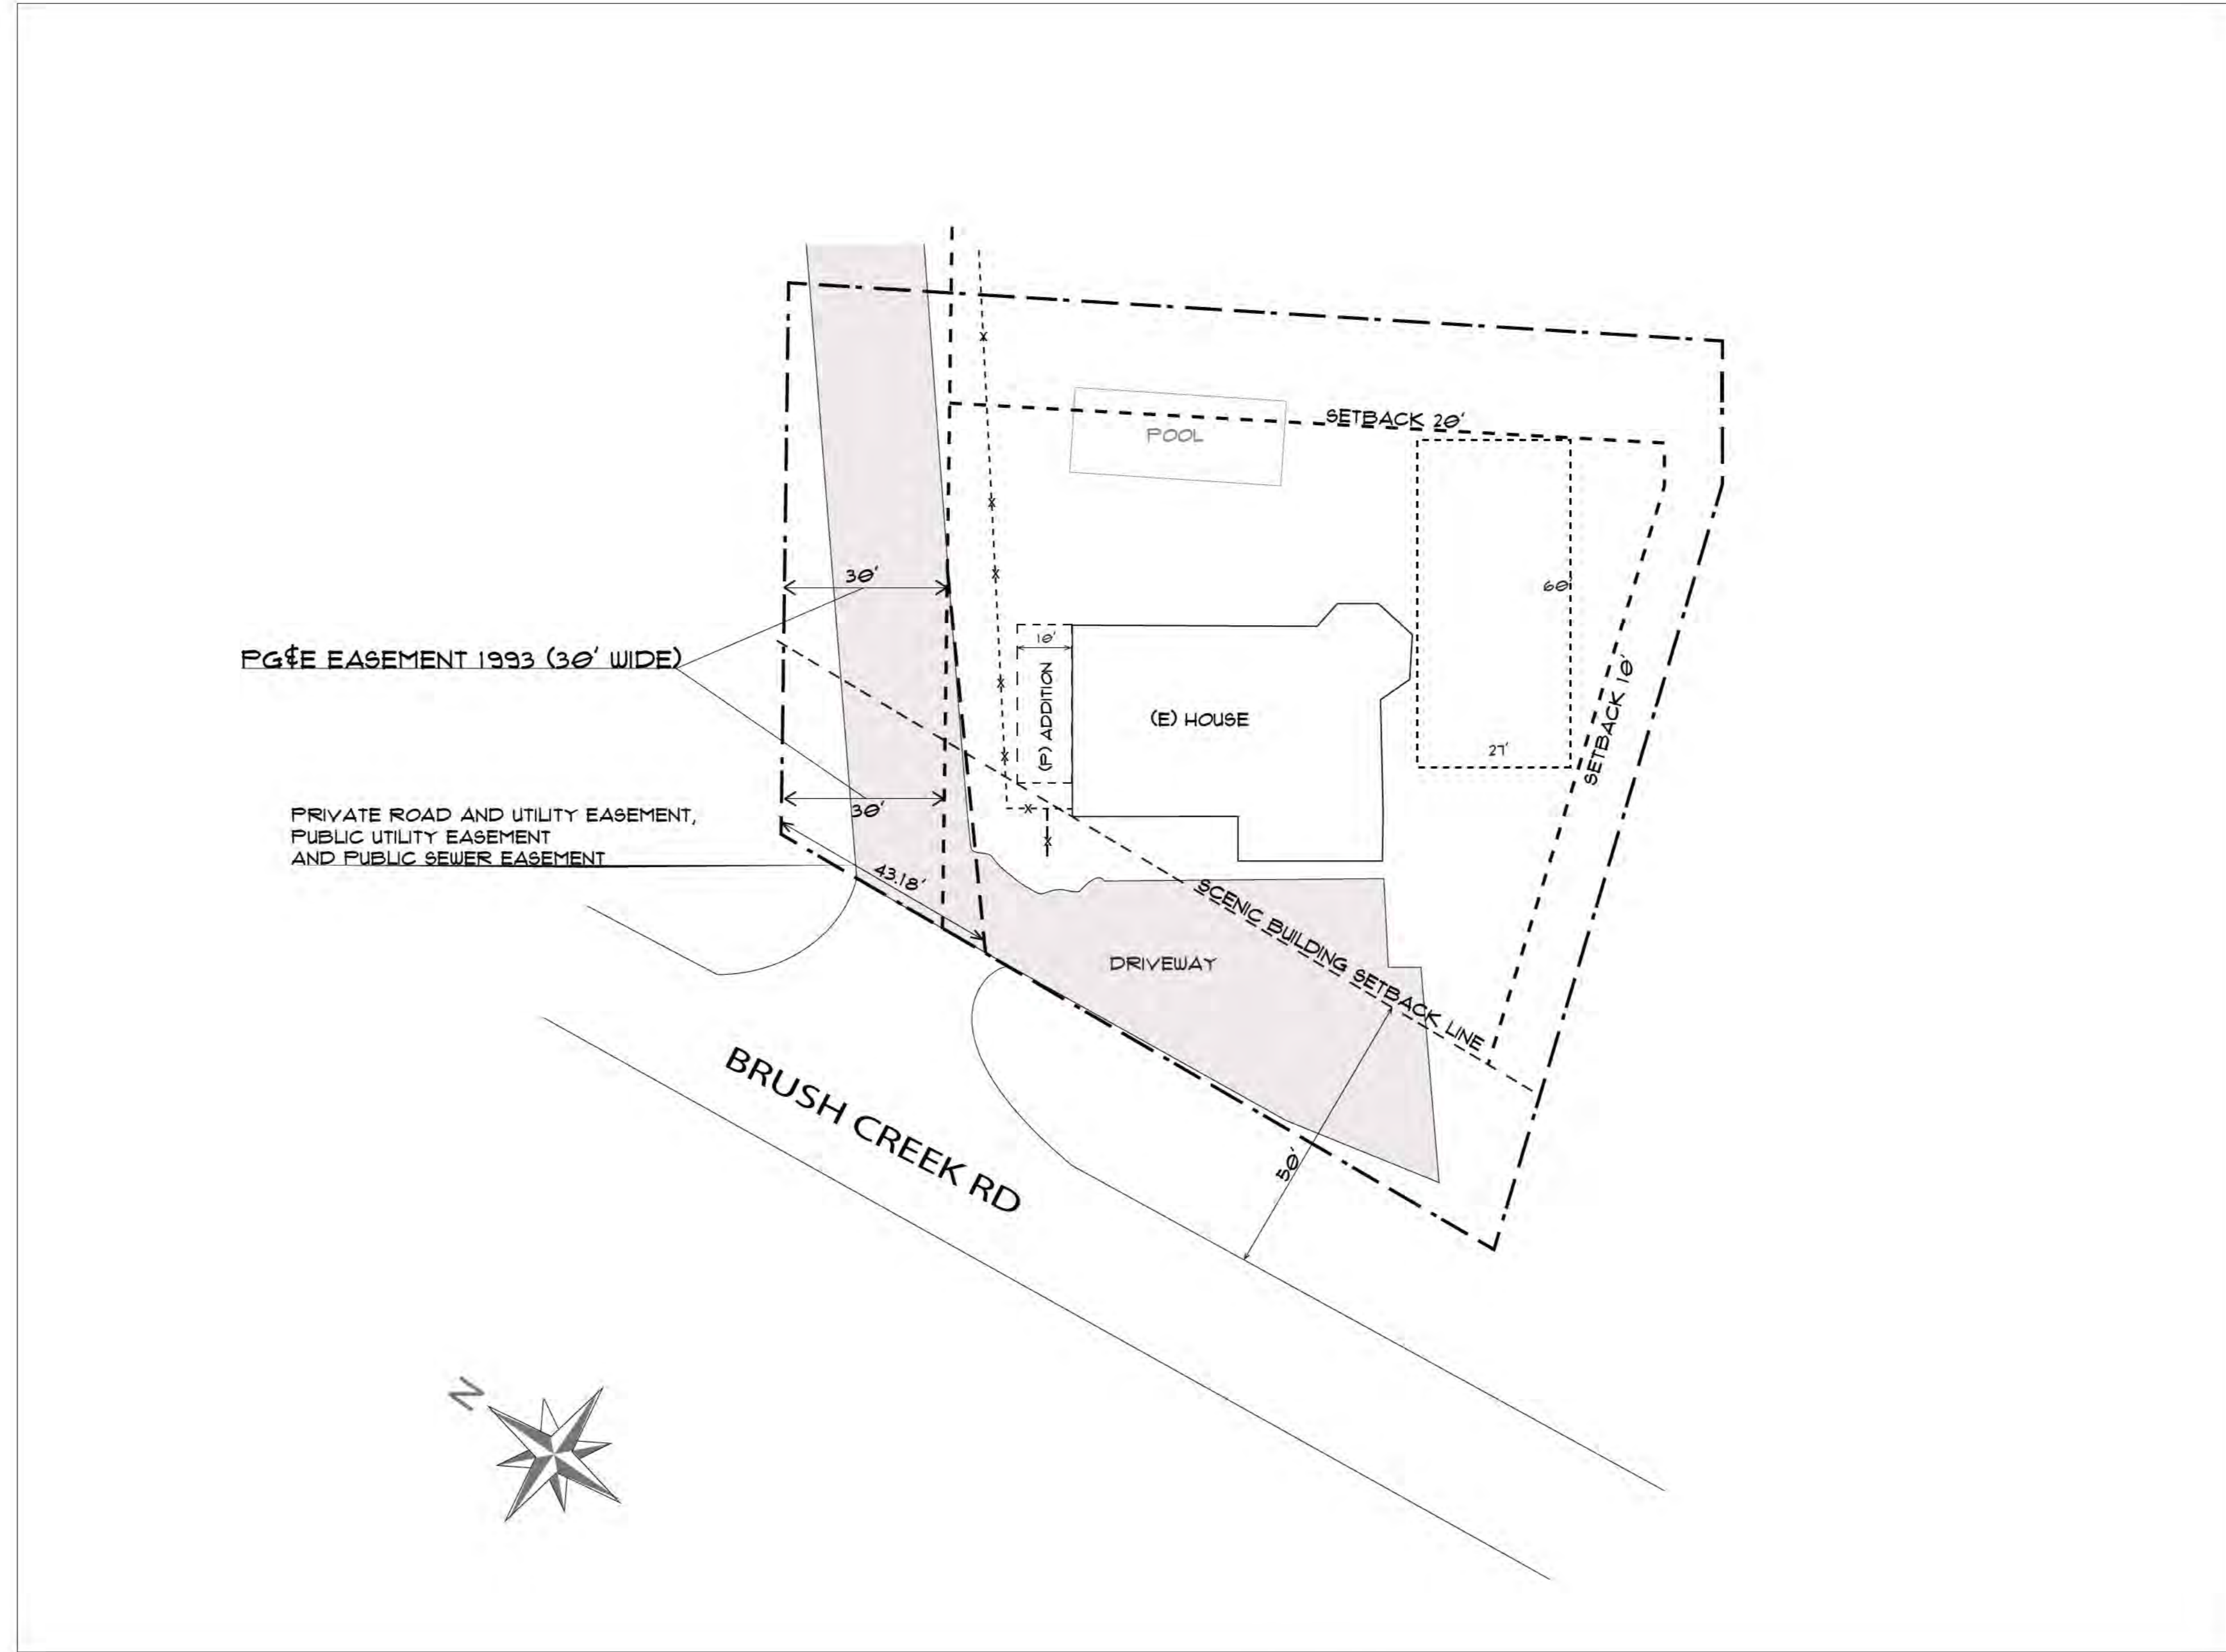 SETBACK 20'
POOL
30'
60'
10'
PG&E EASEMENT 1993 (30' WIDE)
(P) ADDITION
(E) HOUSE
SETBACK 10'
27'
30'
PRIVATE ROAD AND UTILITY EASEMENT,
PUBLIC UTILITY EASEMENT
AND PUBLIC SEWER EASEMENT
43.18'
SCENIC BUILDING SETBACK LINE
DRIVEWAY
BRUSH CREEK RD
50'
N